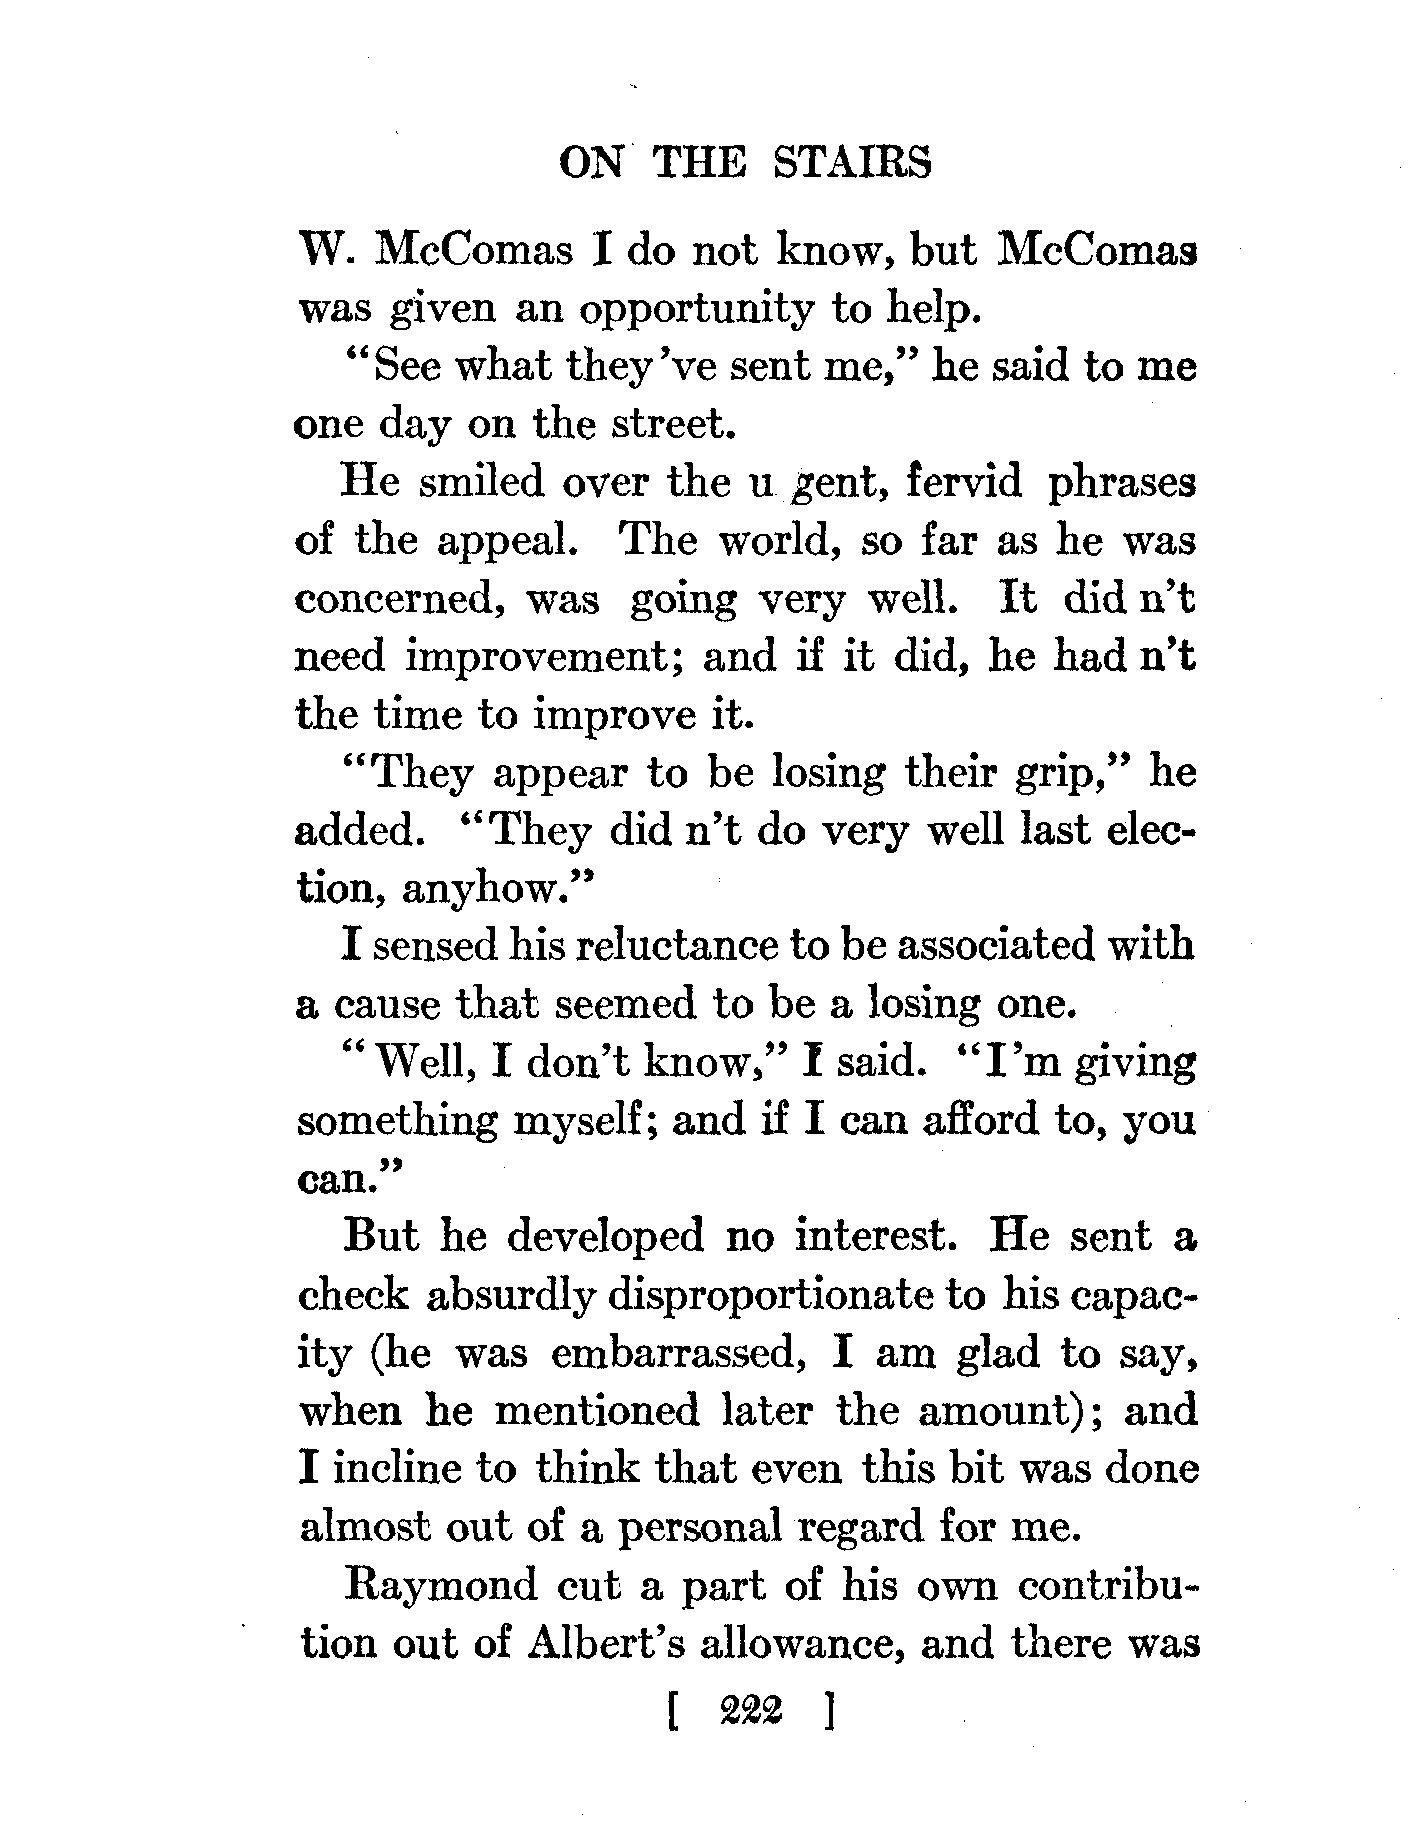 ON THE STAIRS
W. McComas I do not know, but McComas
was given an opportunity to help.
“See what they 've sent me,” he said to me
one day on the street.
He smiled over the u gent, fervid phrases
of the appeal. The world, so far as he was
concerned, was going very well. It did n't
need improvement; and if it did, he had n't
the time to improve it.
“They appear to be losing their grip,” he
added. “They did n't do very well last elec-
tion, anyhow.”
I sensed his reluctance to be associated with
a cause that seemed to be a losing one.
“Well, I don't know,” I said. “I 'm giving
something myself; and if I can afford to, you
can.”
But he developed no interest. He sent a
check absurdly disproportionate to his capac-
ity (he was embarrassed, I am glad to say,
when he mentioned later the amount); and
I incline to think that even this bit was done
almost out of a personal regard for me.
Raymond cut a part of his own contribu-
tion out of Albert's allowance, and there was
[ 222 ]